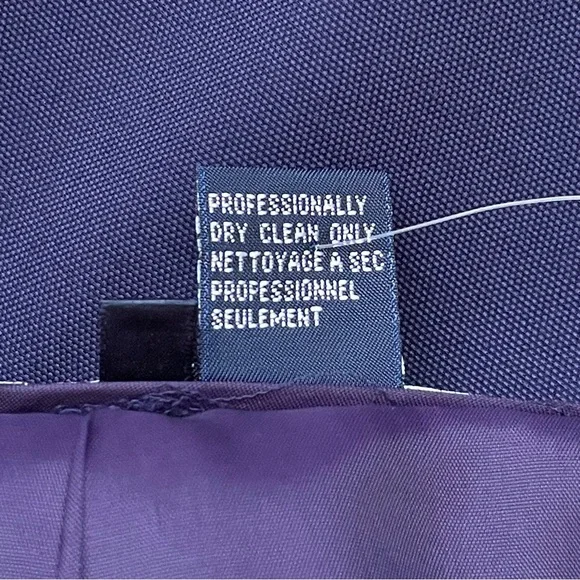 PROFESSIONALLY
DRY CLEAN ONLY
NETTOYAGE A SEC
PROFESSIONNEL
SEULEMENT